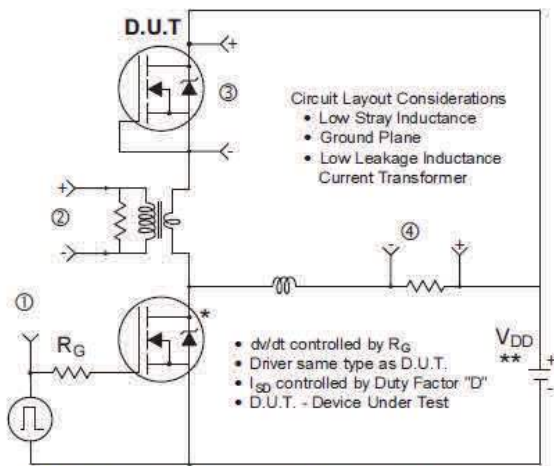 D.U.T
+
③
-
Circuit Layout Considerations
• Low Stray Inductance
• Ground Plane
• Low Leakage Inductance
Current Transformer
+
②
-
④
-
+
①
RG
*
• dv/dt controlled by RG
• Driver same type as D.U.T.
• ISD controlled by Duty Factor "D"
• D.U.T. - Device Under Test
VDD
**
+
-